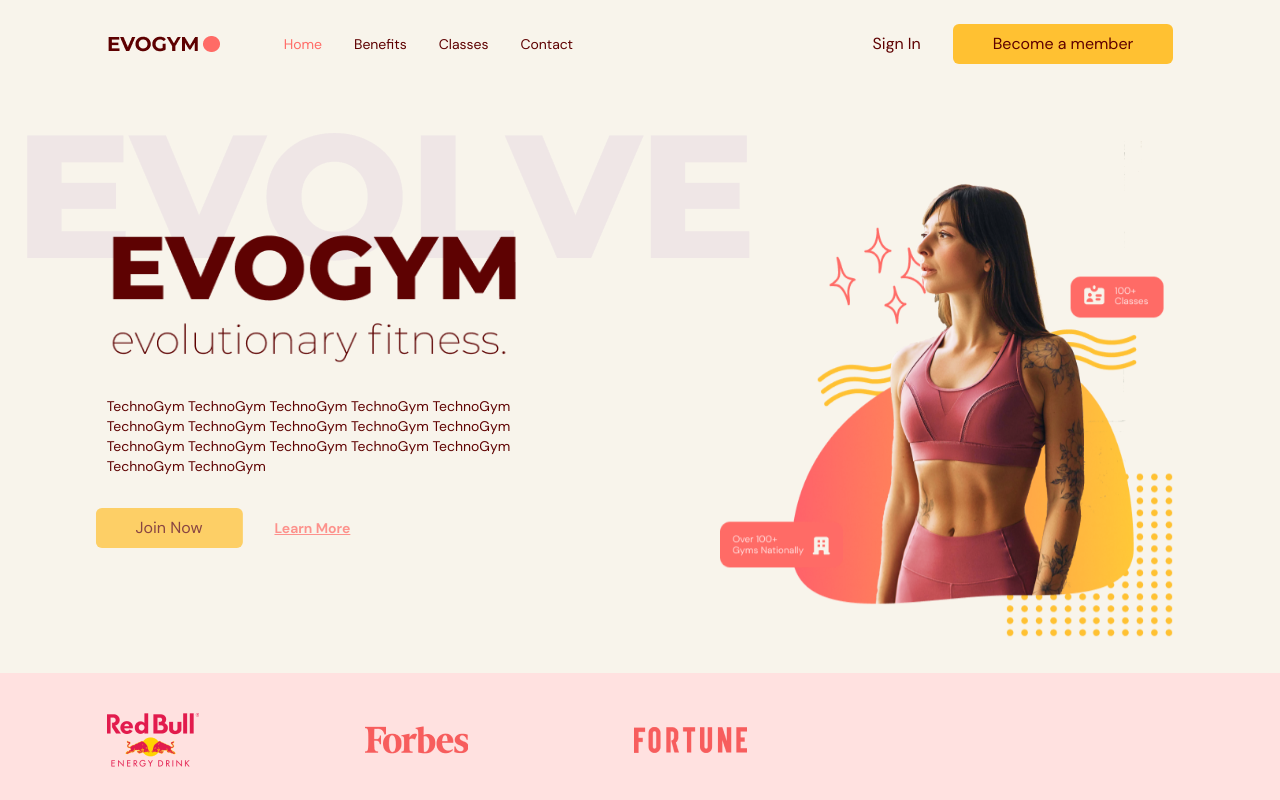 EVOGYM
Home
Benefits
Classes
Contact
Sign In
Become a member
EVOLVE
EVOGYM
evolutionary fitness.
TechnoGym TechnoGym TechnoGym TechnoGym TechnoGym
TechnoGym TechnoGym TechnoGym TechnoGym TechnoGym
TechnoGym TechnoGym TechnoGym TechnoGym TechnoGym
TechnoGym TechnoGym
Join Now
Learn More
100+
Classes
Over 100+
Gyms Nationally
Red Bull®
ENERGY DRINK
Forbes
FORTUNE